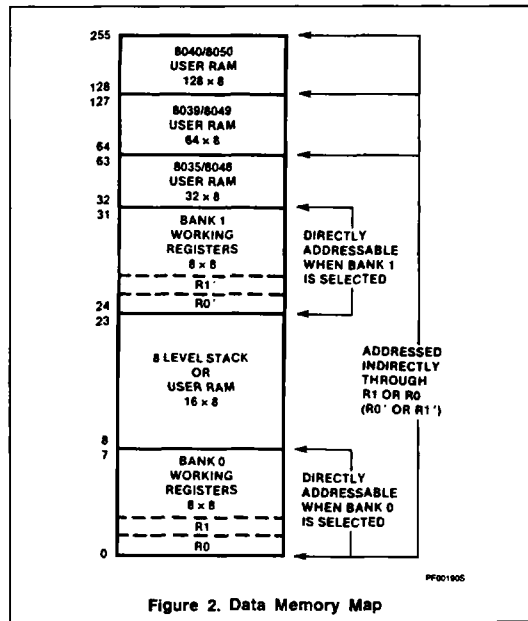 255
8040/8050
USER RAM
128 × 8
128
127
8039/8049
USER RAM
64 × 8
64
63
8035/8048
USER RAM
32 × 8
32
31
BANK 1
WORKING
REGISTERS
8 × 8
R1'
R0'
DIRECTLY
ADDRESSABLE
WHEN BANK 1
IS SELECTED
24
23
8 LEVEL STACK
OR
USER RAM
16 × 8
ADDRESSED
INDIRECTLY
THROUGH
R1 OR R0
(R0' OR R1')
8
7
BANK 0
WORKING
REGISTERS
8 × 8
R1
R0
DIRECTLY
ADDRESSABLE
WHEN BANK 0
IS SELECTED
0
PF00190S
Figure 2. Data Memory Map